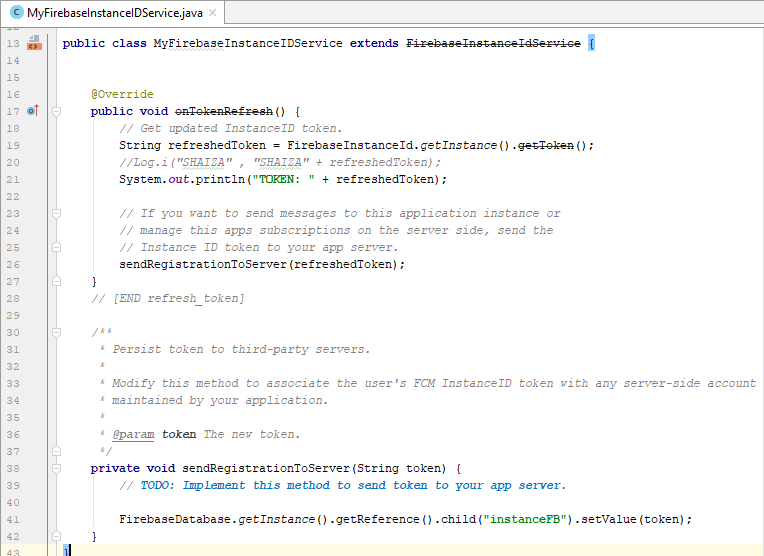 MyFirebaseInstanceIDService.java
13 public class MyFirebaseInstanceIDService extends FirebaseInstanceIdService {
14
15
16 @Override
17 public void onTokenRefresh() {
18 // Get updated InstanceID token.
19 String refreshedToken = FirebaseInstanceId.getInstance().getToken();
20 //Log.i("SHAIZA" , "SHAIZA" + refreshedToken);
21 System.out.println("TOKEN: " + refreshedToken);
22
23 // If you want to send messages to this application instance or
24 // manage this apps subscriptions on the server side, send the
25 // Instance ID token to your app server.
26 sendRegistrationToServer(refreshedToken);
27 }
28 // [END refresh_token]
29
30 /**
31 * Persist token to third-party servers.
32 *
33 * Modify this method to associate the user's FCM InstanceID token with any server-side account
34 * maintained by your application.
35 *
36 * @param token The new token.
37 */
38 private void sendRegistrationToServer(String token) {
39 // TODO: Implement this method to send token to your app server.
40
41 FirebaseDatabase.getInstance().getReference().child("instanceFB").setValue(token);
42 }
43 }